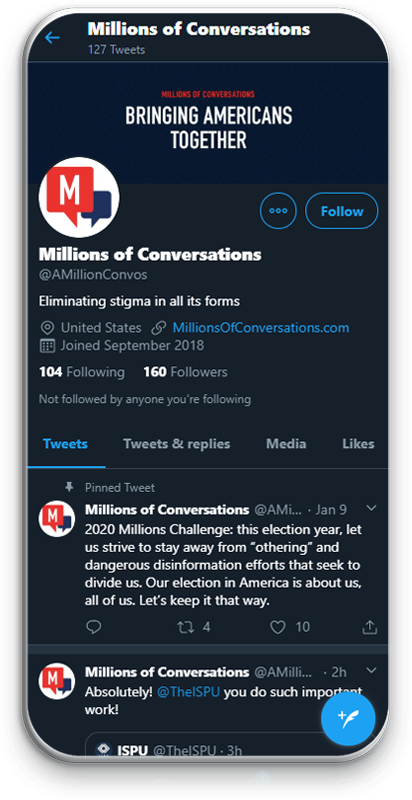 Millions of Conversations
127 Tweets
MILLIONS OF CONVERSATIONS
BRINGING AMERICANS
TOGETHER
M
Follow
Millions of Conversations
@AMillionConvos
Eliminating stigma in all its forms
United States MillionsOfConversations.com
Joined September 2018
104 Following 160 Followers
Not followed by anyone you're following
Tweets Tweets & replies Media Likes
Pinned Tweet
M
Millions of Conversations @AMi... · Jan 9
2020 Millions Challenge: this election year, let
us strive to stay away from “othering” and
dangerous disinformation efforts that seek to
divide us. Our election in America is about us,
all of us. Let’s keep it that way.
4 10
M
Millions of Conversations @AMilli... · 2h
Absolutely! @TheISPU you do such important
work!
ISPU @TheISPU · 3h